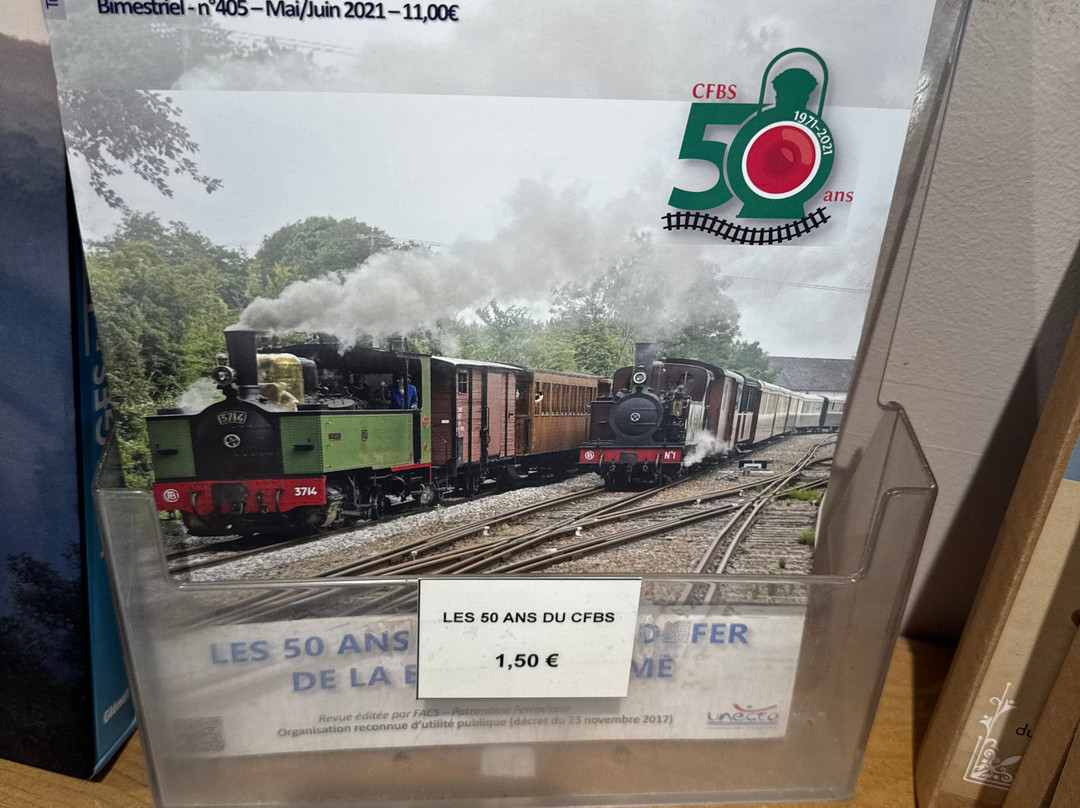 Bimestriel - n°405 – Mai/Juin 2021 – 11,00€
CFBS
50
1971-2021
ans
3714
3714
N°1
LES 50 ANS DU CFBS
1,50 €
LES 50 ANS FER
DE LA
Revue éditée par FACS – Patrimoine Ferroviaire
Organisation reconnue d'utilité publique (décret du 23 novembre 2017)
unecto
du